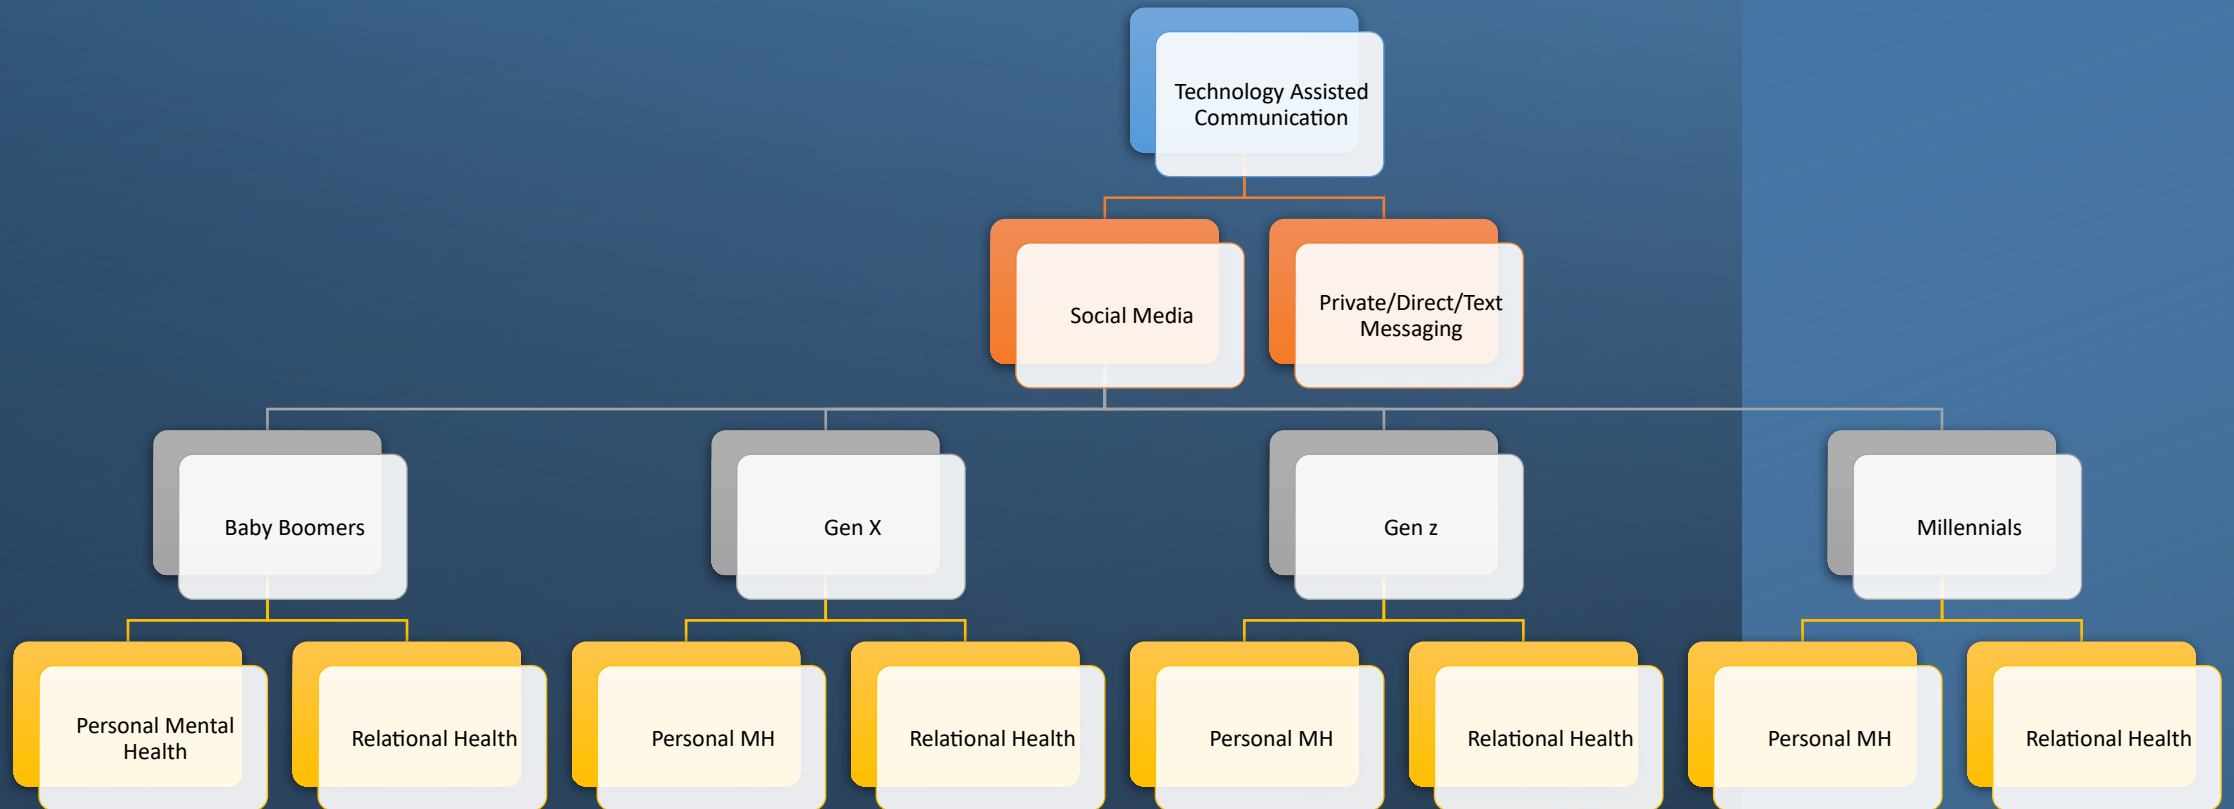 Technology Assisted
Communication
Social Media
Private/Direct/Text
Messaging
Baby Boomers
Gen X
Gen z
Millennials
Personal Mental
Health
Relational Health
Personal MH
Relational Health
Personal MH
Relational Health
Personal MH
Relational Health